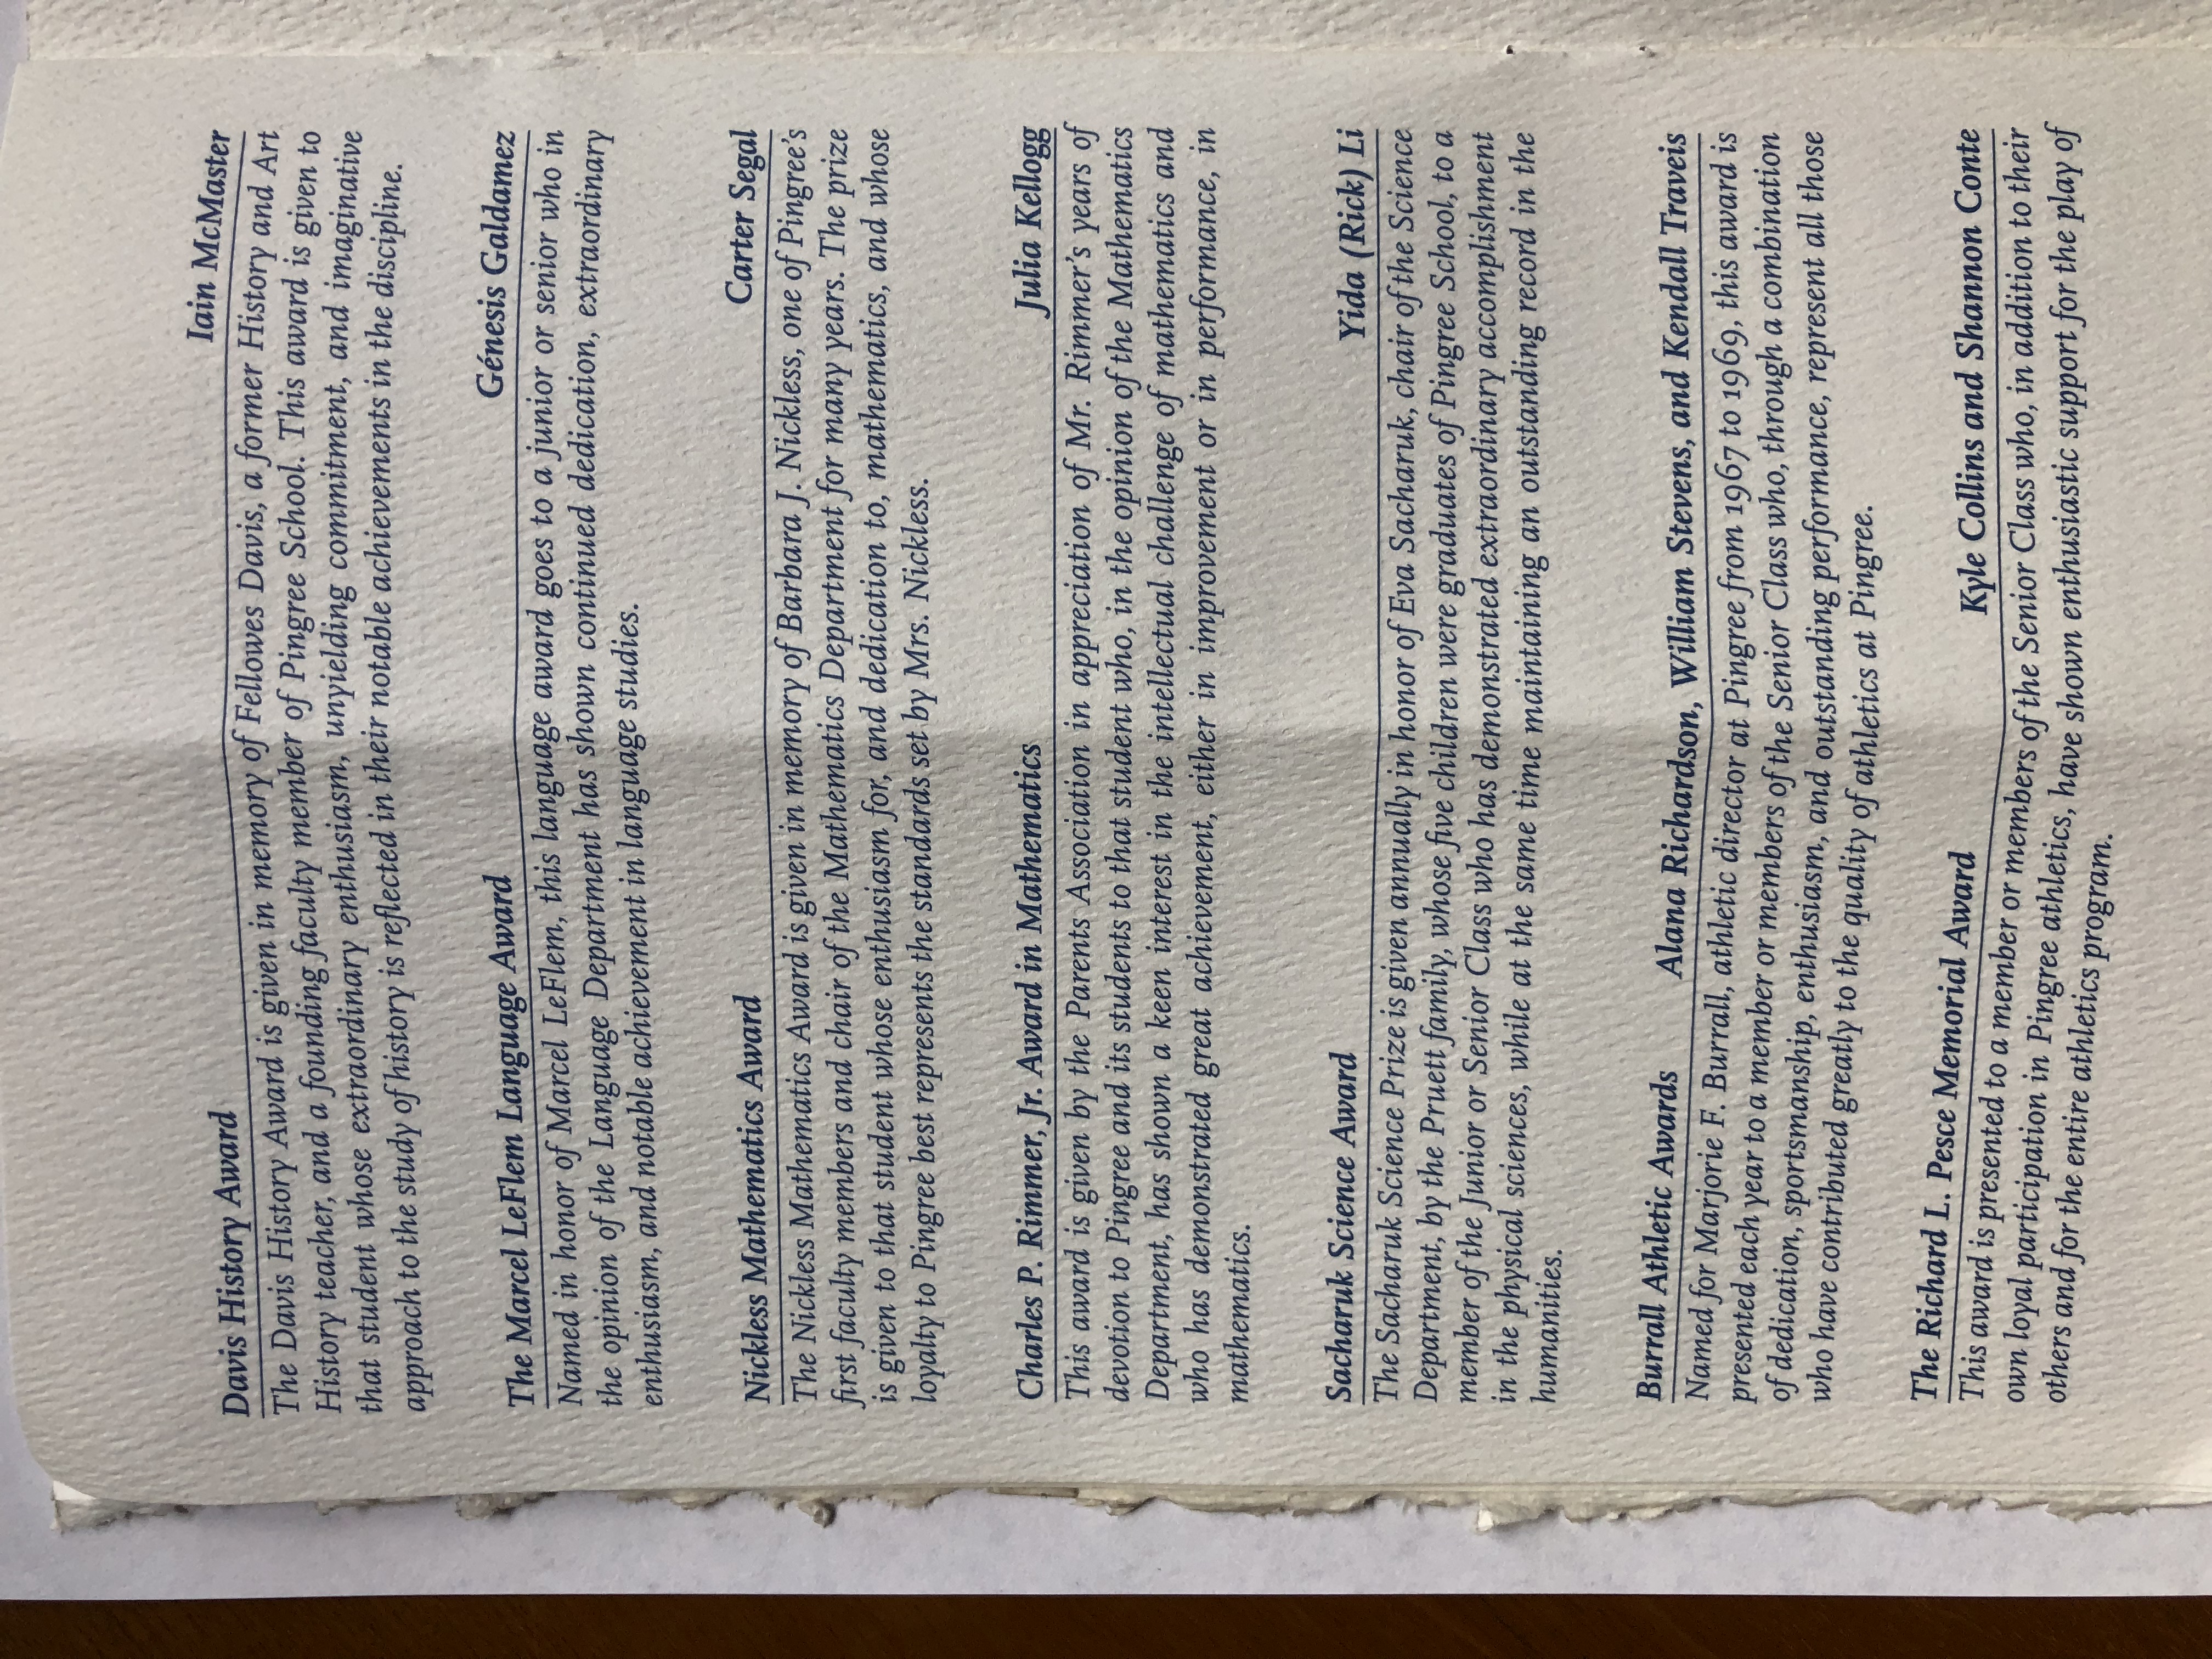 Davis History Award Iain McMaster
The Davis History Award is given in memory of Fellowes Davis, a former History and Art
History teacher, and a founding faculty member of Pingree School. This award is given to
that student whose extraordinary enthusiasm, unyielding commitment, and imaginative
approach to the study of history is reflected in their notable achievements in the discipline.
The Marcel LeFlem Language Award Génesis Galdamez
Named in honor of Marcel LeFlem, this language award goes to a junior or senior who in
the opinion of the Language Department has shown continued dedication, extraordinary
enthusiasm, and notable achievement in language studies.
Nickless Mathematics Award Carter Segal
The Nickless Mathematics Award is given in memory of Barbara J. Nickless, one of Pingree's
first faculty members and chair of the Mathematics Department for many years. The prize
is given to that student whose enthusiasm for, and dedication to, mathematics, and whose
loyalty to Pingree best represents the standards set by Mrs. Nickless.
Charles P. Rimmer, Jr. Award in Mathematics Julia Kellogg
This award is given by the Parents Association in appreciation of Mr. Rimmer's years of
devotion to Pingree and its students to that student who, in the opinion of the Mathematics
Department, has shown a keen interest in the intellectual challenge of mathematics and
who has demonstrated great achievement, either in improvement or in performance, in
mathematics.
Sacharuk Science Award Yida (Rick) Li
The Sacharuk Science Prize is given annually in honor of Eva Sacharuk, chair of the Science
Department, by the Pruett family, whose five children were graduates of Pingree School, to a
member of the Junior or Senior Class who has demonstrated extraordinary accomplishment
in the physical sciences, while at the same time maintaining an outstanding record in the
humanities.
Burrall Athletic Awards Alana Richardson, William Stevens, and Kendall Traveis
Named for Marjorie F. Burrall, athletic director at Pingree from 1967 to 1969, this award is
presented each year to a member or members of the Senior Class who, through a combination
of dedication, sportsmanship, enthusiasm, and outstanding performance, represent all those
who have contributed greatly to the quality of athletics at Pingree.
The Richard L. Pesce Memorial Award Kyle Collins and Shannon Conte
This award is presented to a member or members of the Senior Class who, in addition to their
own loyal participation in Pingree athletics, have shown enthusiastic support for the play of
others and for the entire athletics program.